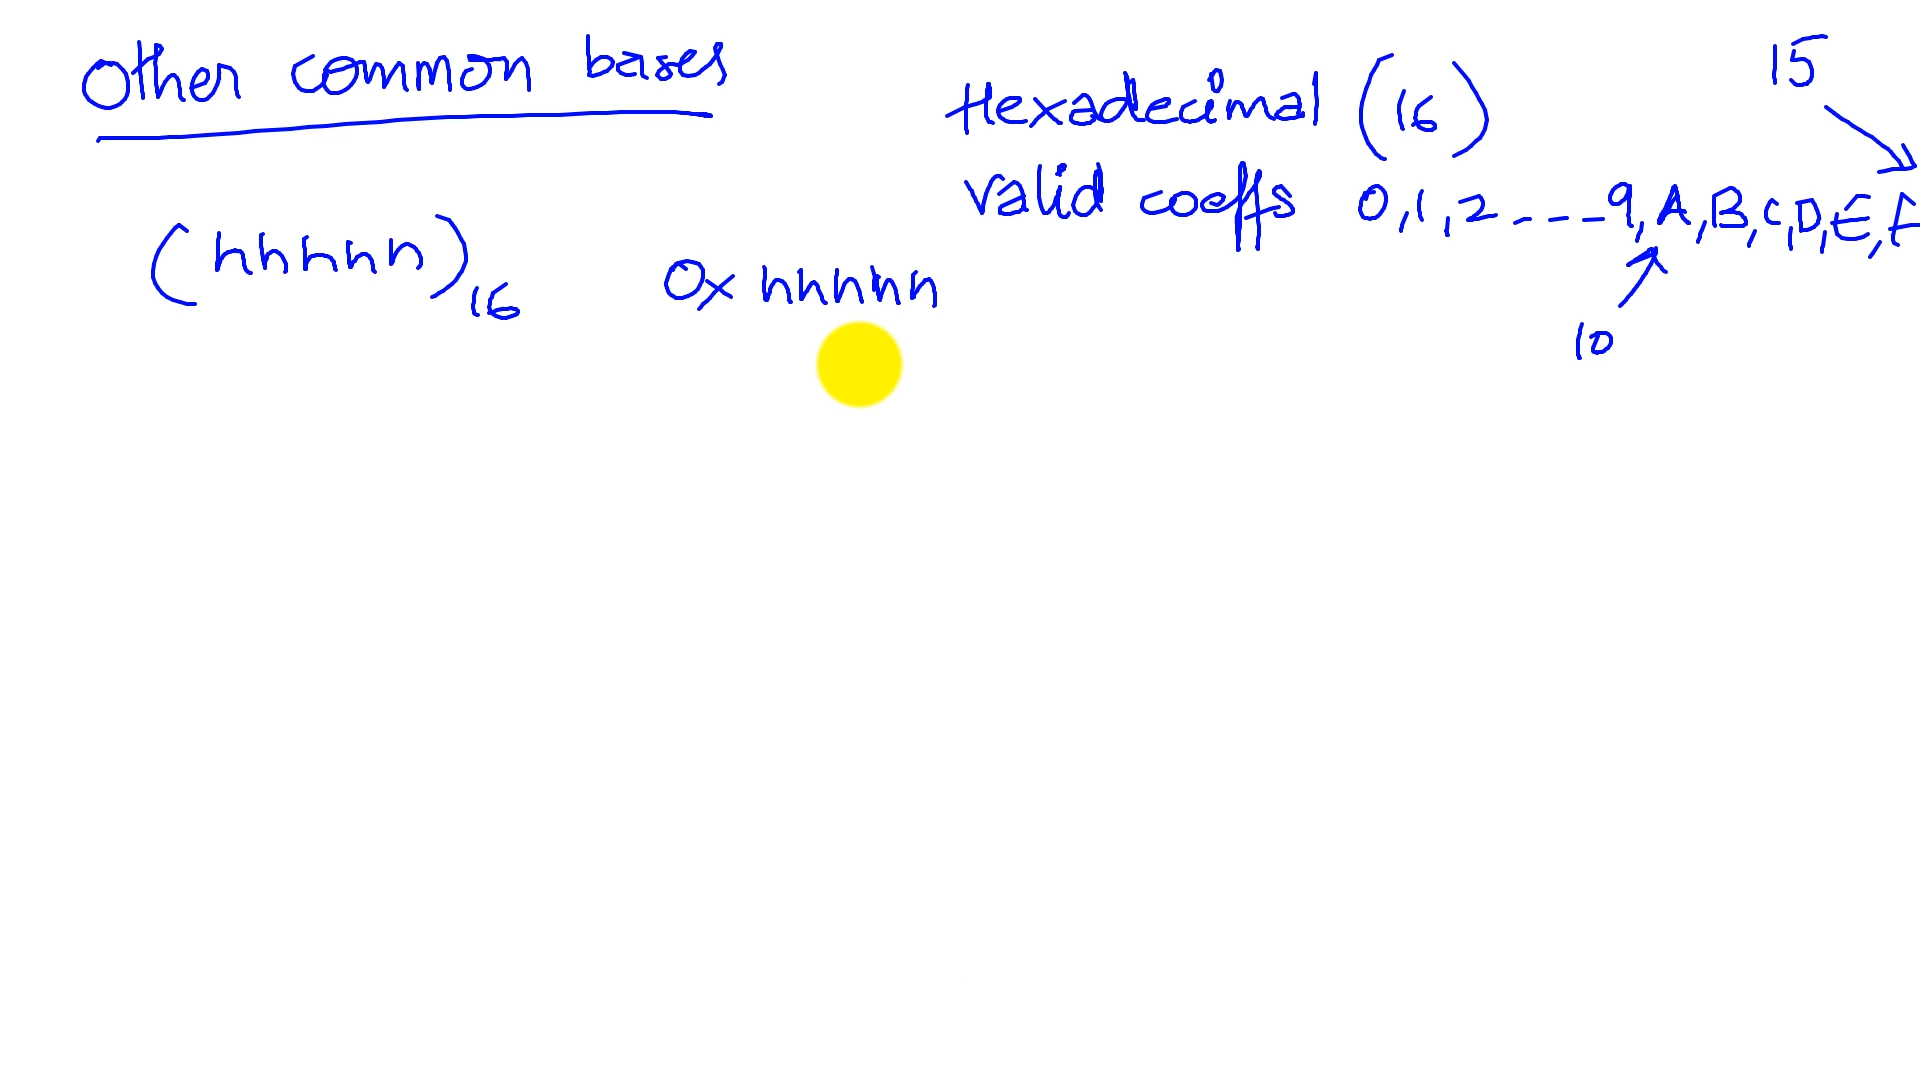 Other common bases
(hhhhh)16 0x hhhhh
Hexadecimal (16)
valid coeffs 0,1,2 - - - 9, A, B, C, D, E, F
15
10